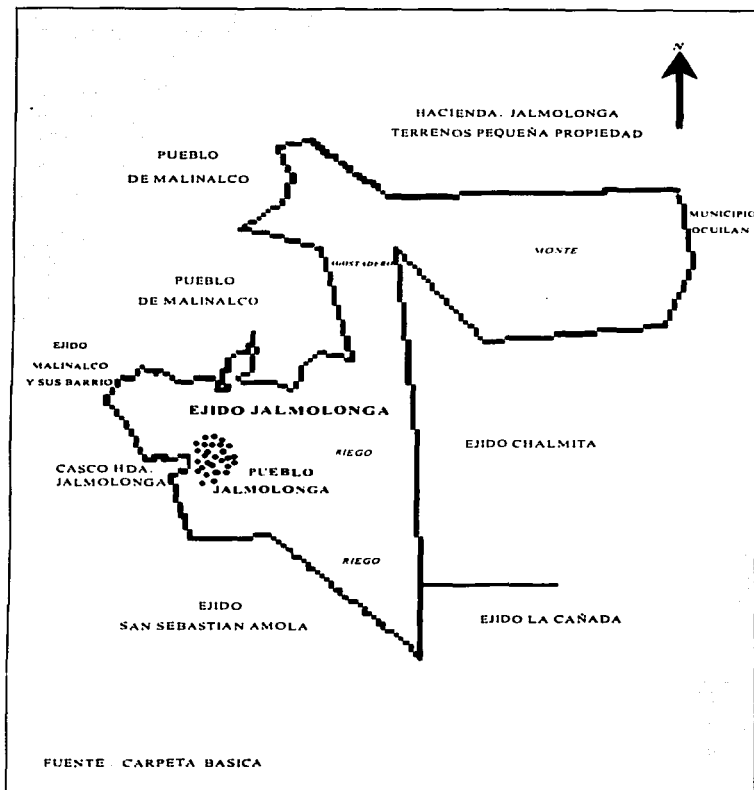 N
HACIENDA. JALMOLONGA
TERRENOS PEQUEÑA PROPIEDAD
PUEBLO
DE MALINALCO
MUNICIPIO
OCUILAN
MONTE
AGOSTADERO
PUEBLO
DE MALINALCO
EJIDO
MALINALCO
Y SUS BARRIO
EJIDO JALMOLONGA
RIEGO
EJIDO CHALMITA
CASCO HDA.
JALMOLONGA
PUEBLO
JALMOLONGA
RIEGO
EJIDO
SAN SEBASTIAN AMOLA
EJIDO LA CAÑADA
FUENTE CARPETA BASICA